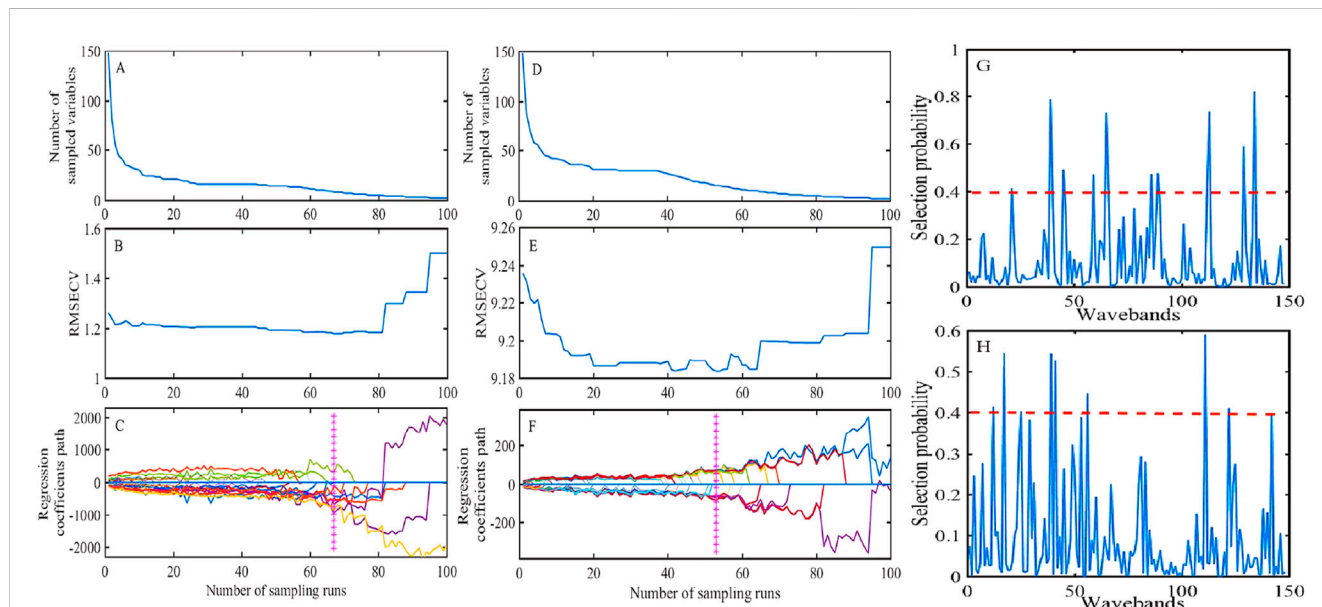 A
Number of
sampled variables
150
100
50
0
0 20 40 60 80 100
B
RMSECV
1.6
1.4
1.2
1
0 20 40 60 80 100
C
Regression
coefficients path
2000
1000
0
-1000
-2000
0 20 40 60 80 100
Number of sampling runs
D
Number of
sampled variables
150
100
50
0
0 20 40 60 80 100
E
RMSECV
9.26
9.24
9.22
9.2
9.18
0 20 40 60 80 100
F
Regression
coefficients path
200
0
-200
0 20 40 60 80 100
Number of sampling runs
G
Selection probability
1
0.8
0.6
0.4
0.2
0
0 50 100 150
Wavebands
H
Selection probability
0.6
0.5
0.4
0.3
0.2
0.1
0
0 50 100 150
Wavebands